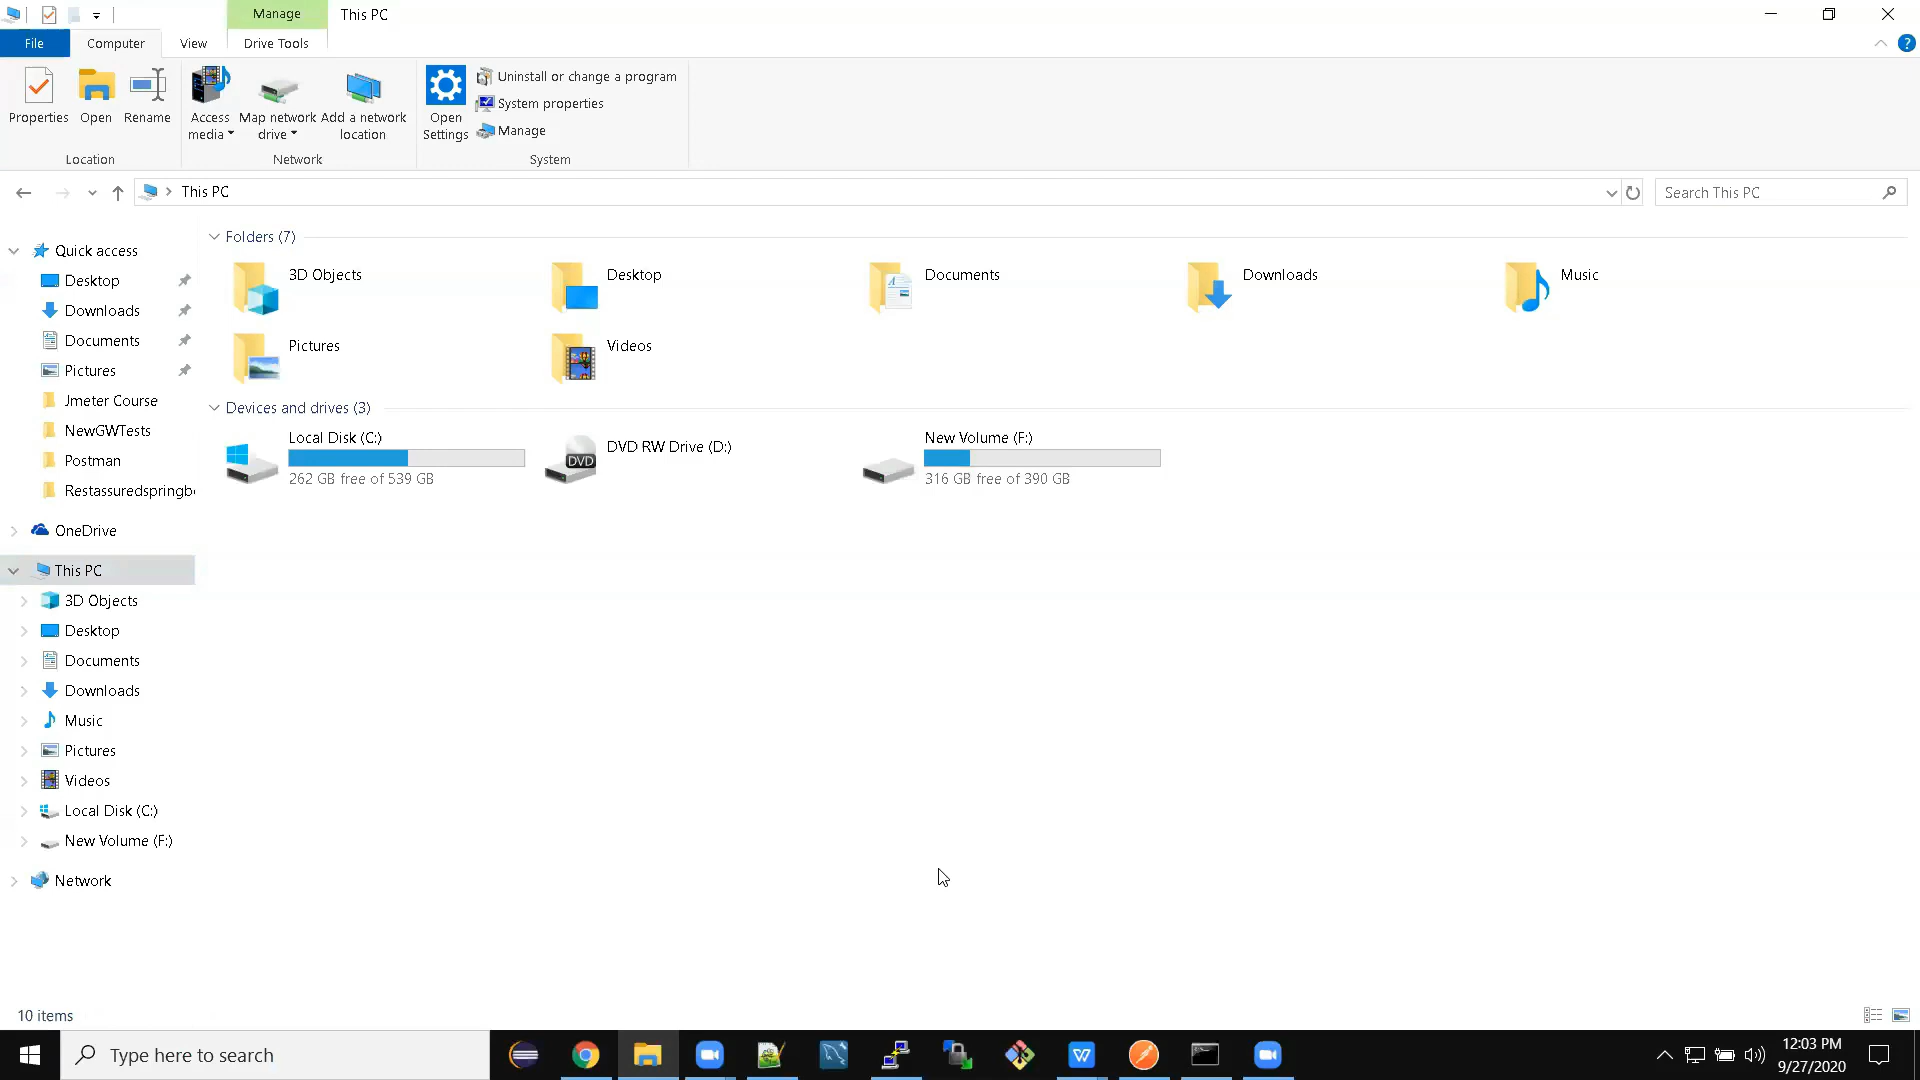 Manage
This PC
File
Computer
View
Drive Tools
Properties
Open
Rename
Access media
Map network drive
Add a network location
Open Settings
Uninstall or change a program
System properties
Manage
Location
Network
System
This PC
Search This PC
Quick access
Desktop
Downloads
Documents
Pictures
Jmeter Course
NewGWTests
Postman
Restassuredspringb
OneDrive
This PC
3D Objects
Desktop
Documents
Downloads
Music
Pictures
Videos
Local Disk (C:)
New Volume (F:)
Network
Folders (7)
3D Objects
Desktop
Documents
Downloads
Music
Pictures
Videos
Devices and drives (3)
Local Disk (C:)
262 GB free of 539 GB
DVD
DVD RW Drive (D:)
New Volume (F:)
316 GB free of 390 GB
10 items
Type here to search
12:03 PM
9/27/2020